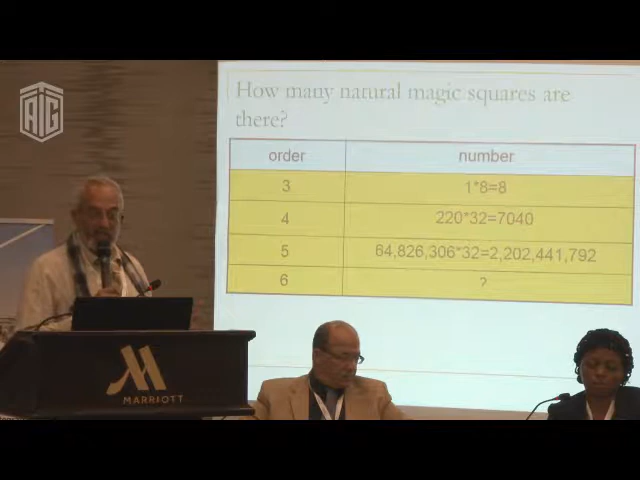 AIG
How many natural magic squares are
there?
order number
3 1*8=8
4 220*32=7040
5 64,826,306*32=2,202,441,792
6 ?
MARRIOTT